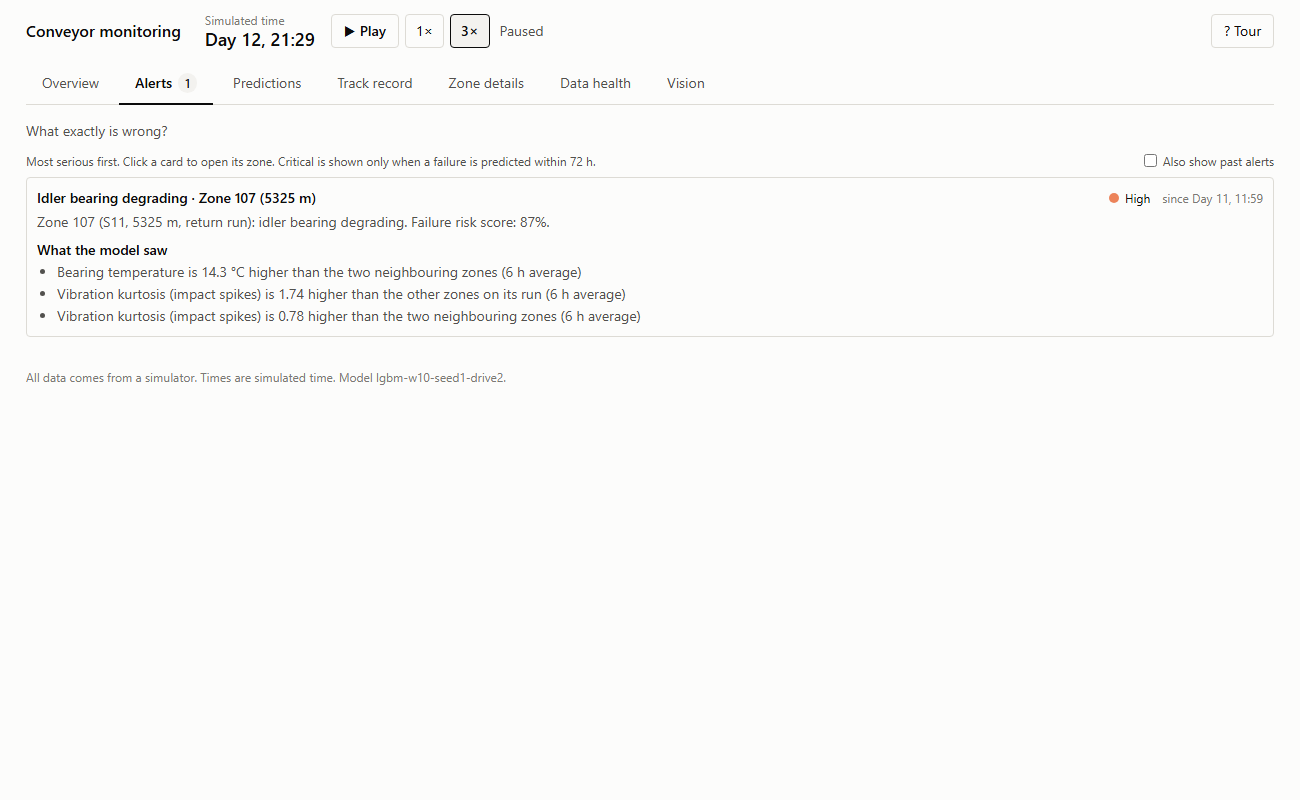 Conveyor monitoring
Simulated time
Day 12, 21:29
▶ Play
1×
3×
Paused
? Tour
Overview
Alerts 1
Predictions
Track record
Zone details
Data health
Vision
What exactly is wrong?
Most serious first. Click a card to open its zone. Critical is shown only when a failure is predicted within 72 h.
Also show past alerts
Idler bearing degrading · Zone 107 (5325 m)
High since Day 11, 11:59
Zone 107 (S11, 5325 m, return run): idler bearing degrading. Failure risk score: 87%.
What the model saw
• Bearing temperature is 14.3 °C higher than the two neighbouring zones (6 h average)
• Vibration kurtosis (impact spikes) is 1.74 higher than the other zones on its run (6 h average)
• Vibration kurtosis (impact spikes) is 0.78 higher than the two neighbouring zones (6 h average)
All data comes from a simulator. Times are simulated time. Model lgbm-w10-seed1-drive2.